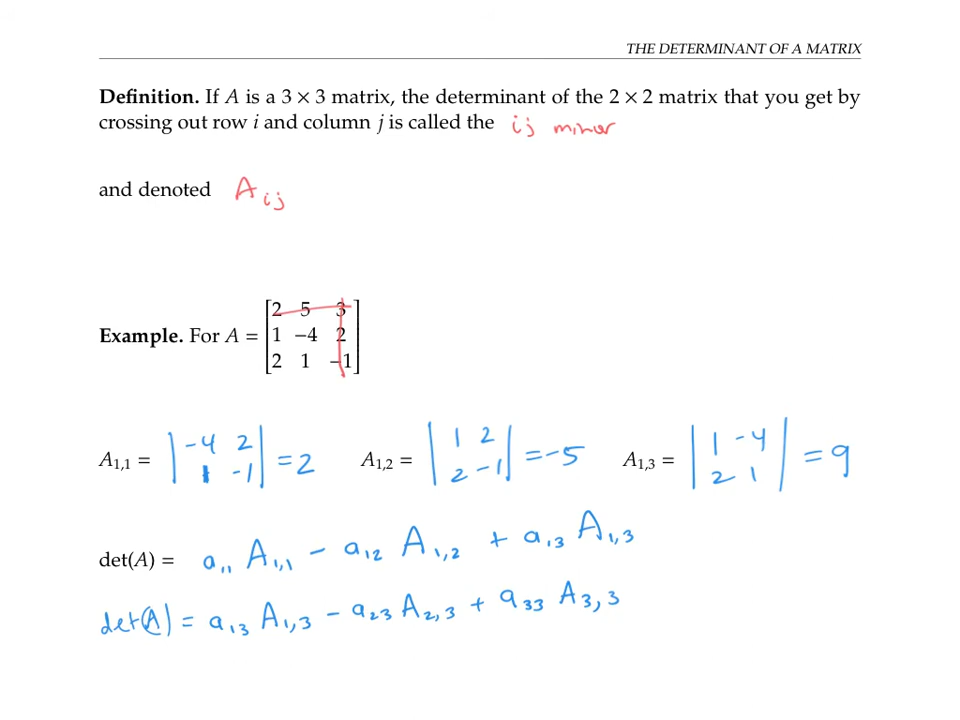 THE DETERMINANT OF A MATRIX
Definition. If A is a 3 × 3 matrix, the determinant of the 2 × 2 matrix that you get by
crossing out row i and column j is called the ij minor
and denoted A_ij
[2 5 3]
Example. For A = [1 −4 2]
[2 1 −1]
A_1,1 = |-4 2| = 2 A_1,2 = |1 2| = -5 A_1,3 = |1 -4| = 9
|1 -1| |2 -1| |2 1|
det(A) = a_11 A_1,1 - a_12 A_1,2 + a_13 A_1,3
det(A) = a_13 A_1,3 - a_23 A_2,3 + a_33 A_3,3